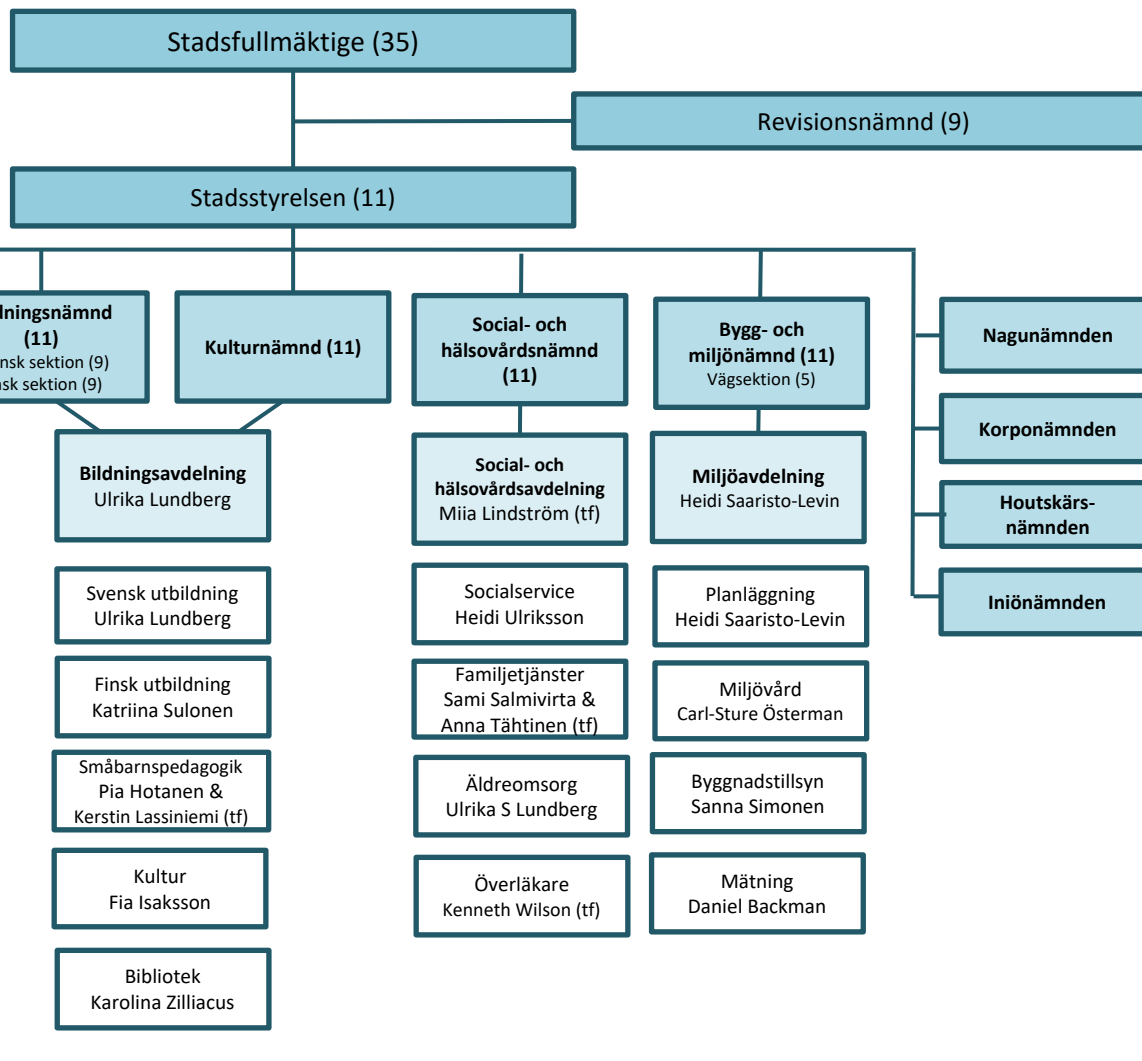 Stadsfullmäktige (35)
Revisionsnämnd (9)
Stadsstyrelsen (11)
(11)
sektion (9)
sektion (9)
Kulturnämnd (11)
Social- och
hälsovårdsnämnd
(11)
Bygg- och
miljönämnd (11)
Vägsektion (5)
Nagunämnden
Korponämnden
Houtskärs-
nämnden
Iniönämnden
Bildningsavdelning
Ulrika Lundberg
Svensk utbildning
Ulrika Lundberg
Finsk utbildning
Katriina Sulonen
Småbarnspedagogik
Pia Hotanen &
Kerstin Lassiniemi (tf)
Kultur
Fia Isaksson
Bibliotek
Karolina Zilliacus
Social- och
hälsovårdsavdelning
Miia Lindström (tf)
Socialservice
Heidi Ulriksson
Familjetjänster
Sami Salmivirta &
Anna Tähtinen (tf)
Äldreomsorg
Ulrika S Lundberg
Överläkare
Kenneth Wilson (tf)
Miljöavdelning
Heidi Saaristo-Levin
Planläggning
Heidi Saaristo-Levin
Miljövård
Carl-Sture Österman
Byggnadstillsyn
Sanna Simonen
Mätning
Daniel Backman